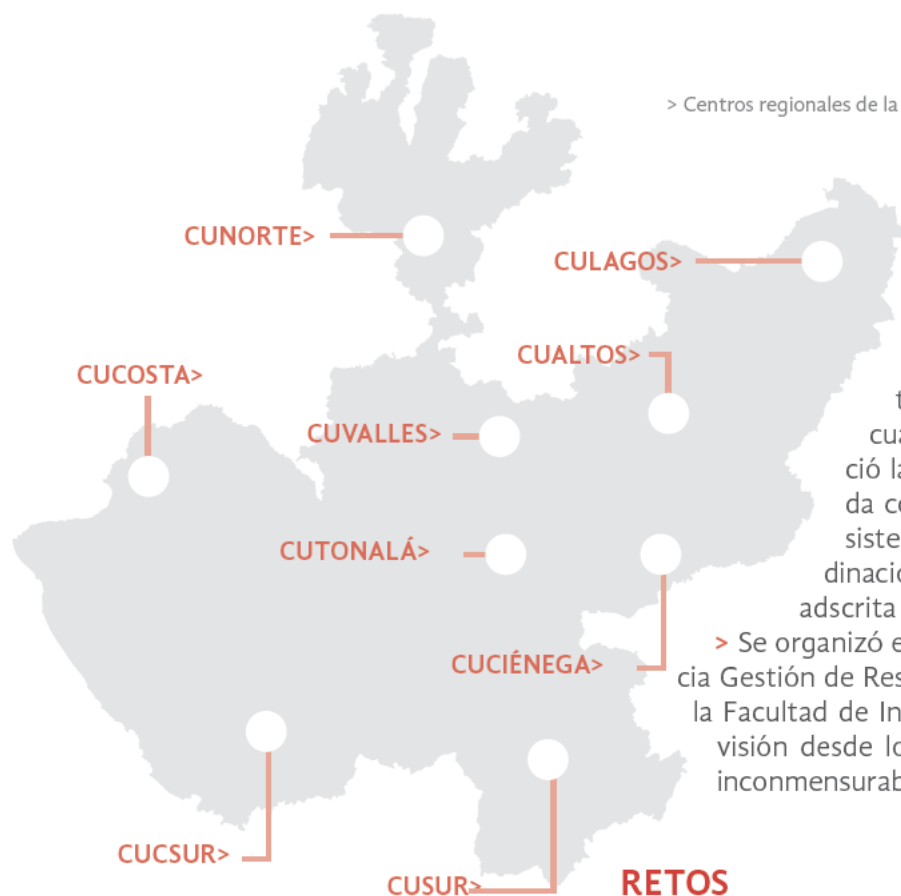 > Centros regionales de la
CUNORTE>
CULAGOS>
CUALTOS>
CUCOSTA>
CUVALLES>
CUTONALÁ>
CUCIÉNEGA>
CUCSUR>
CUSUR>
ció la
da co
siste
dinació
adscrita
> Se organizó e
cia Gestión de Res
la Facultad de In
visión desde lo
inconmensurab
RETOS